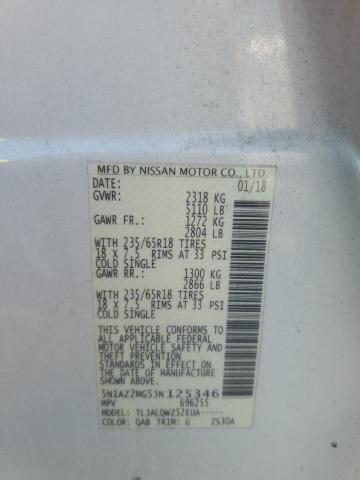 MFD BY NISSAN MOTOR CO., LTD.
DATE: 01/18
GVWR: 2318 KG
5110 LB
GAWR FR.: 1272 KG
2804 LB
WITH 235/65R18 TIRES
18 X 7.5 RIMS AT 33 PSI
COLD SINGLE
GAWR RR.: 1300 KG
2866 LB
WITH 235/65R18 TIRES
18 X 7.5 RIMS AT 33 PSI
COLD SINGLE
THIS VEHICLE CONFORMS TO
ALL APPLICABLE FEDERAL
MOTOR VEHICLE SAFETY
STANDARDS IN EFFECT ON
THE DATE OF MANUFACTURE
SHOWN ABOVE.
5N1AZ2MG5JN125346
MPV 696255
MODEL: TLJALQWZ52EUA-----
COLOR: QAB TRIM: G 2530A